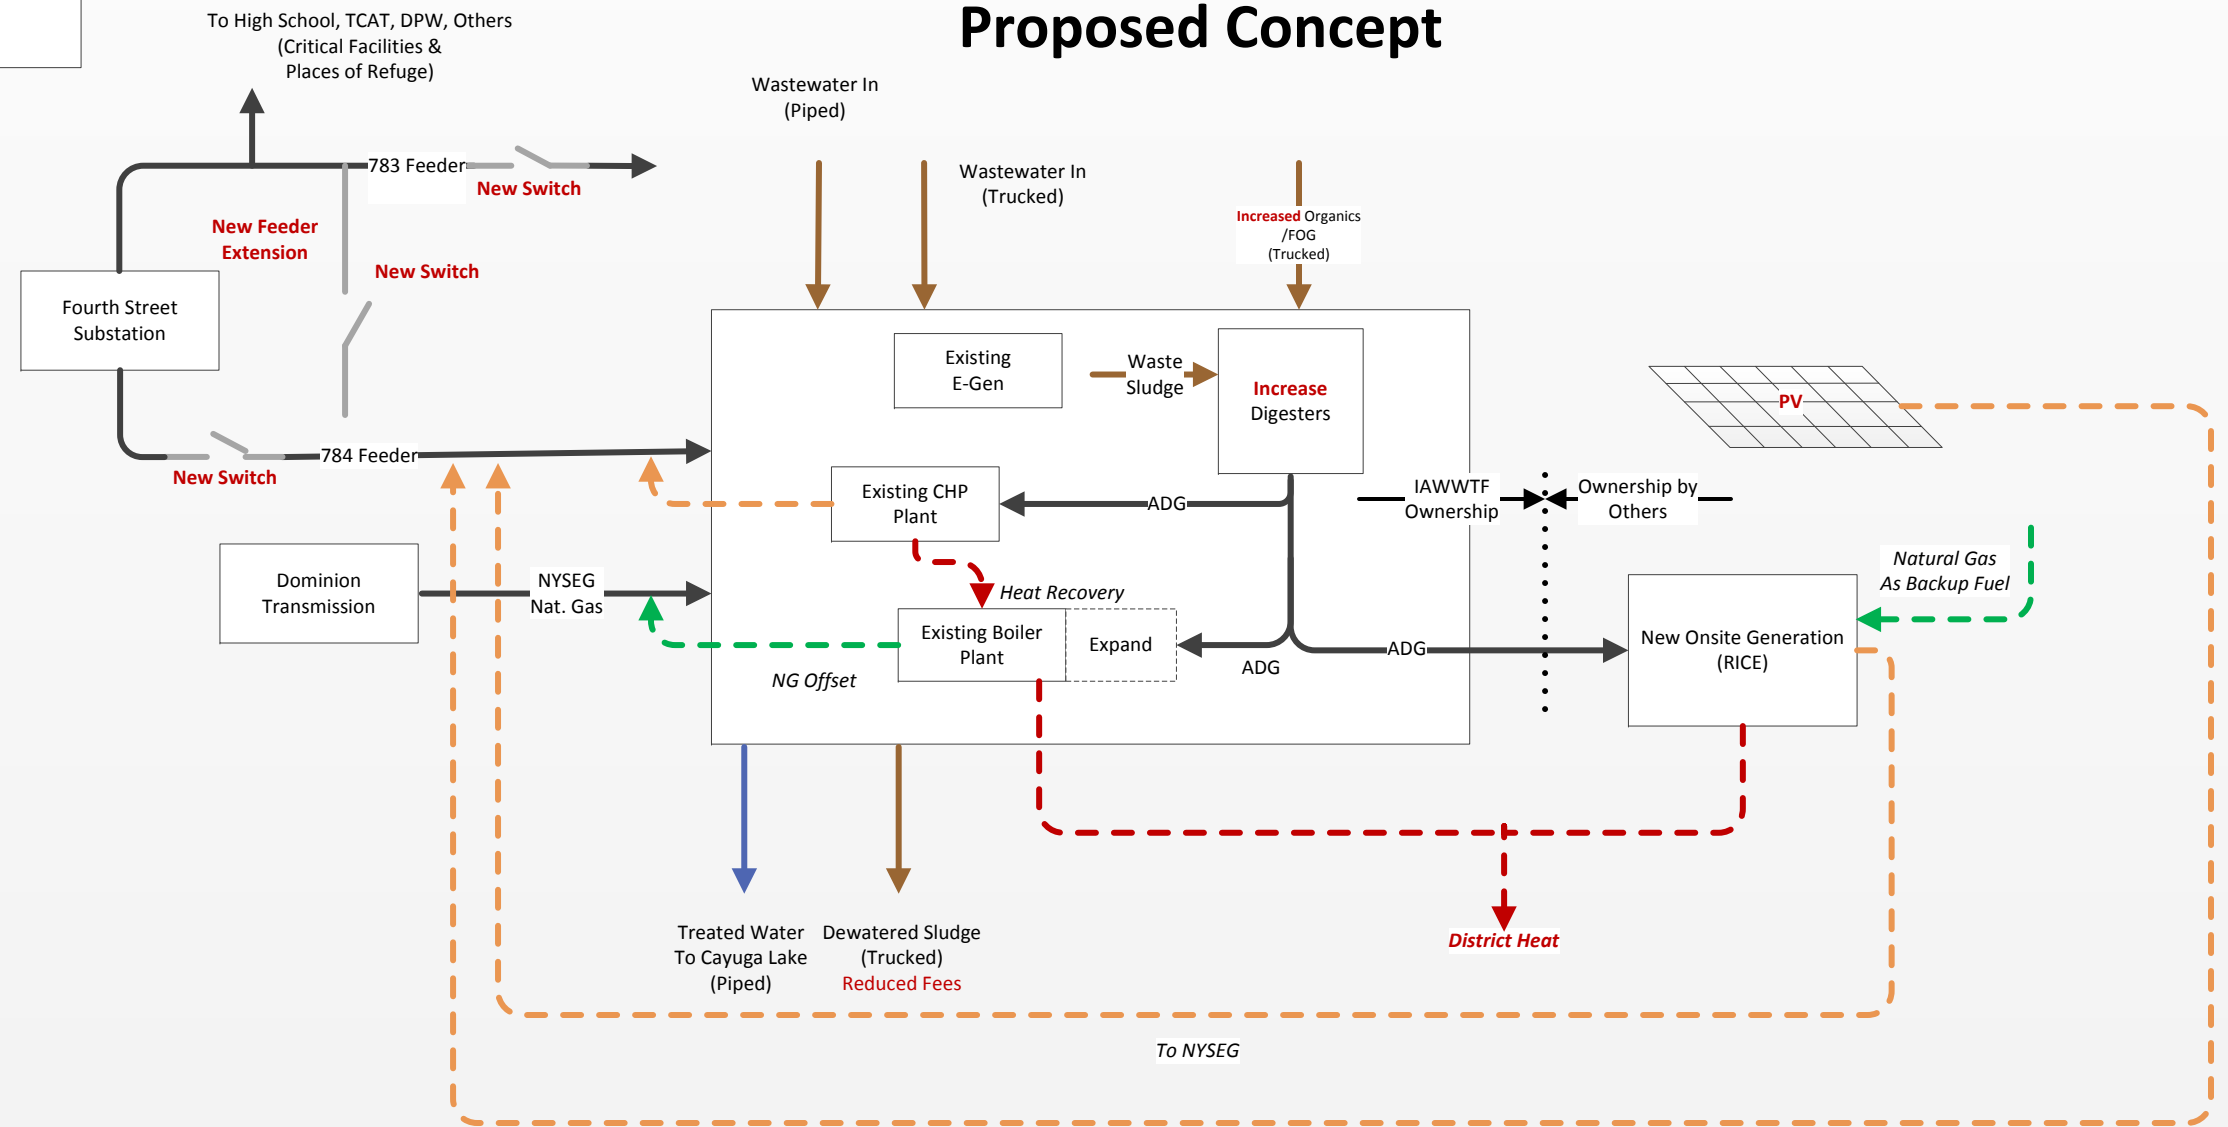 Proposed Concept
To High School, TCAT, DPW, Others
(Critical Facilities &
Places of Refuge)
Wastewater In
(Piped)
783 Feeder
New Switch
Wastewater In
(Trucked)
New Feeder
Extension
New Switch
Increased Organics
/FOG
(Trucked)
Fourth Street
Substation
Existing
E-Gen
Waste
Sludge
Increase
Digesters
PV
784 Feeder
New Switch
Existing CHP
Plant
ADG
IAWWTF
Ownership
Ownership by
Others
Dominion
Transmission
NYSEG
Nat. Gas
Heat Recovery
Natural Gas
As Backup Fuel
Existing Boiler
Plant
Expand
ADG
ADG
New Onsite Generation
(RICE)
NG Offset
Treated Water
To Cayuga Lake
(Piped)
Dewatered Sludge
(Trucked)
Reduced Fees
District Heat
To NYSEG